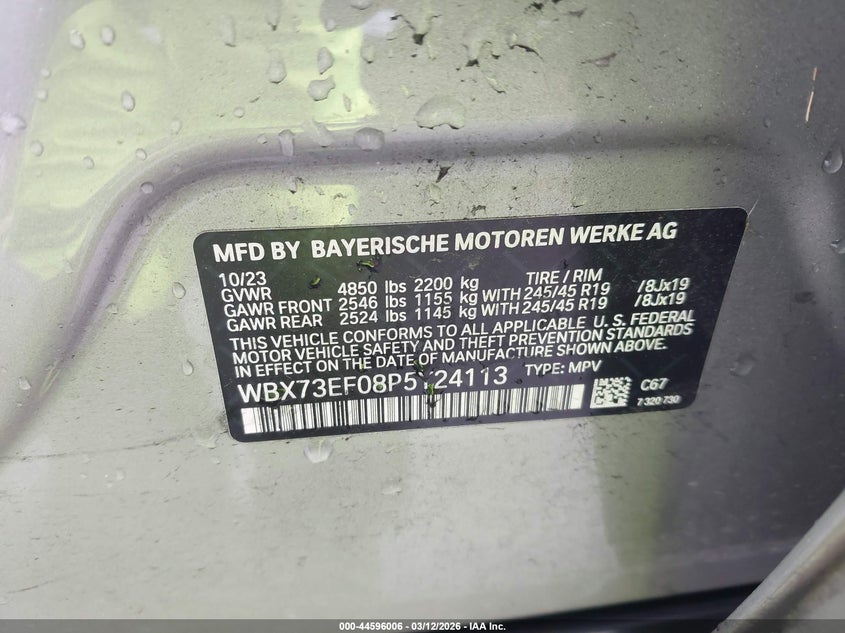 MFD BY BAYERISCHE MOTOREN WERKE AG
10/23 TIRE / RIM
GVWR 4850 lbs 2200 kg
GAWR FRONT 2546 lbs 1155 kg WITH 245/45 R19 /8Jx19
GAWR REAR 2524 lbs 1145 kg WITH 245/45 R19 /8Jx19
THIS VEHICLE CONFORMS TO ALL APPLICABLE U. S. FEDERAL
MOTOR VEHICLE SAFETY AND THEFT PREVENTION STANDARDS
IN EFFECT ON THE DATE OF MANUFACTURE SHOWN ABOVE.
TYPE: MPV
C67
7 320 730
000-44596006 - 03/12/2026 - IAA Inc.